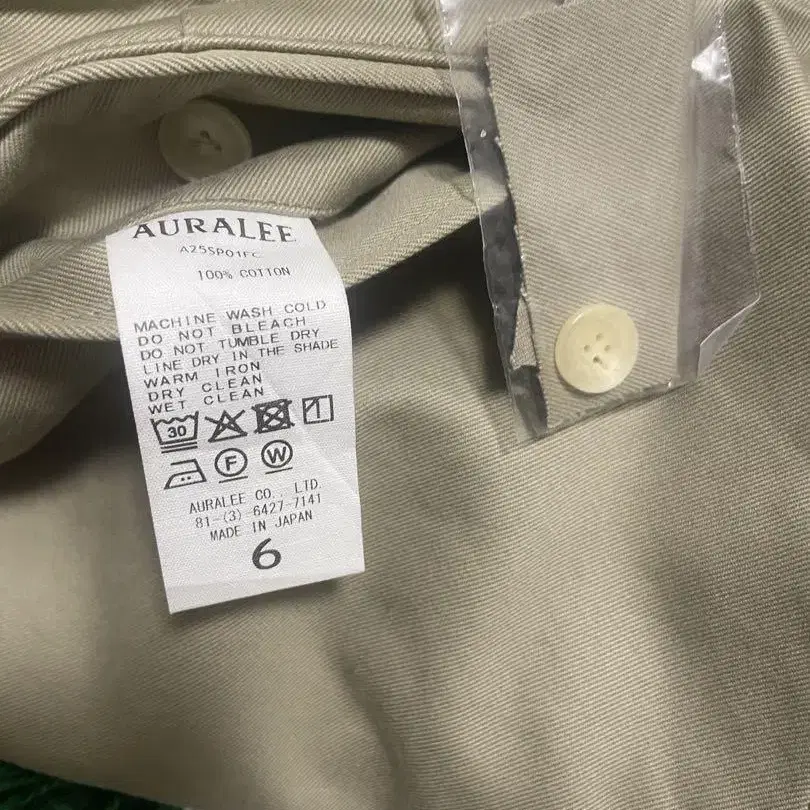 AURALEE
A25SP01FC
100% COTTON
MACHINE WASH COLD
DO NOT BLEACH
DO NOT TUMBLE DRY
LINE DRY IN THE SHADE
WARM IRON
DRY CLEAN
WET CLEAN
30
F W
AURALEE CO., LTD.
81-(3)-6427-7141
MADE IN JAPAN
6